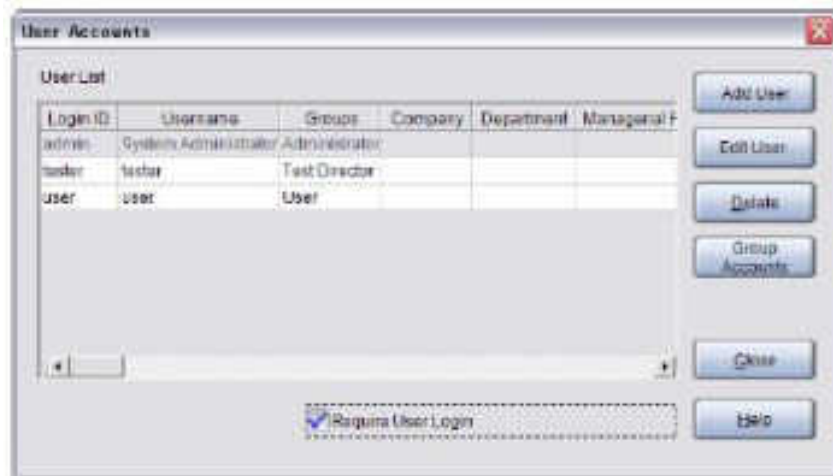 User Accounts
User List
Login ID Username Groups Company Department Managerial F
admin System Administrator Administrator
tester tester Test Director
user user User
Add User
Edit User
Delete
Group
Accounts
Close
Require User Login
Help